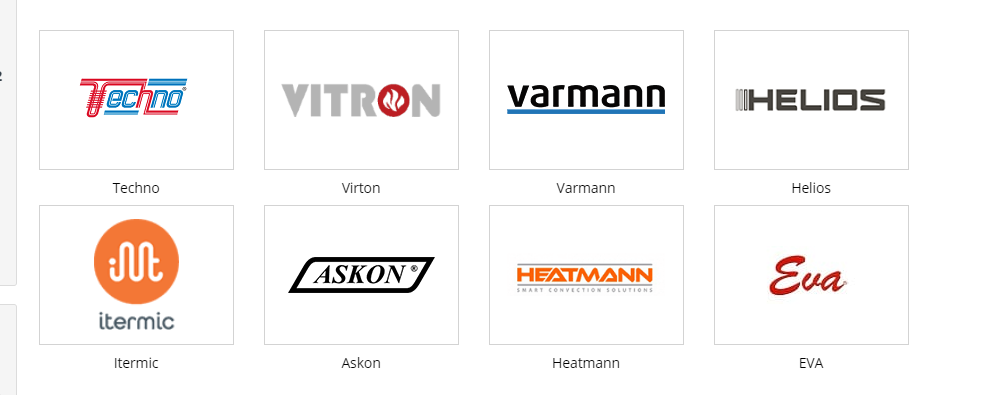 2
Techno®
VITRON
varmann
HELIOS
Techno
Virton
Varmann
Helios
itermic
ASKON®
HEATMANN
SMART CONVECTION SOLUTIONS
Eva
Itermic
Askon
Heatmann
EVA